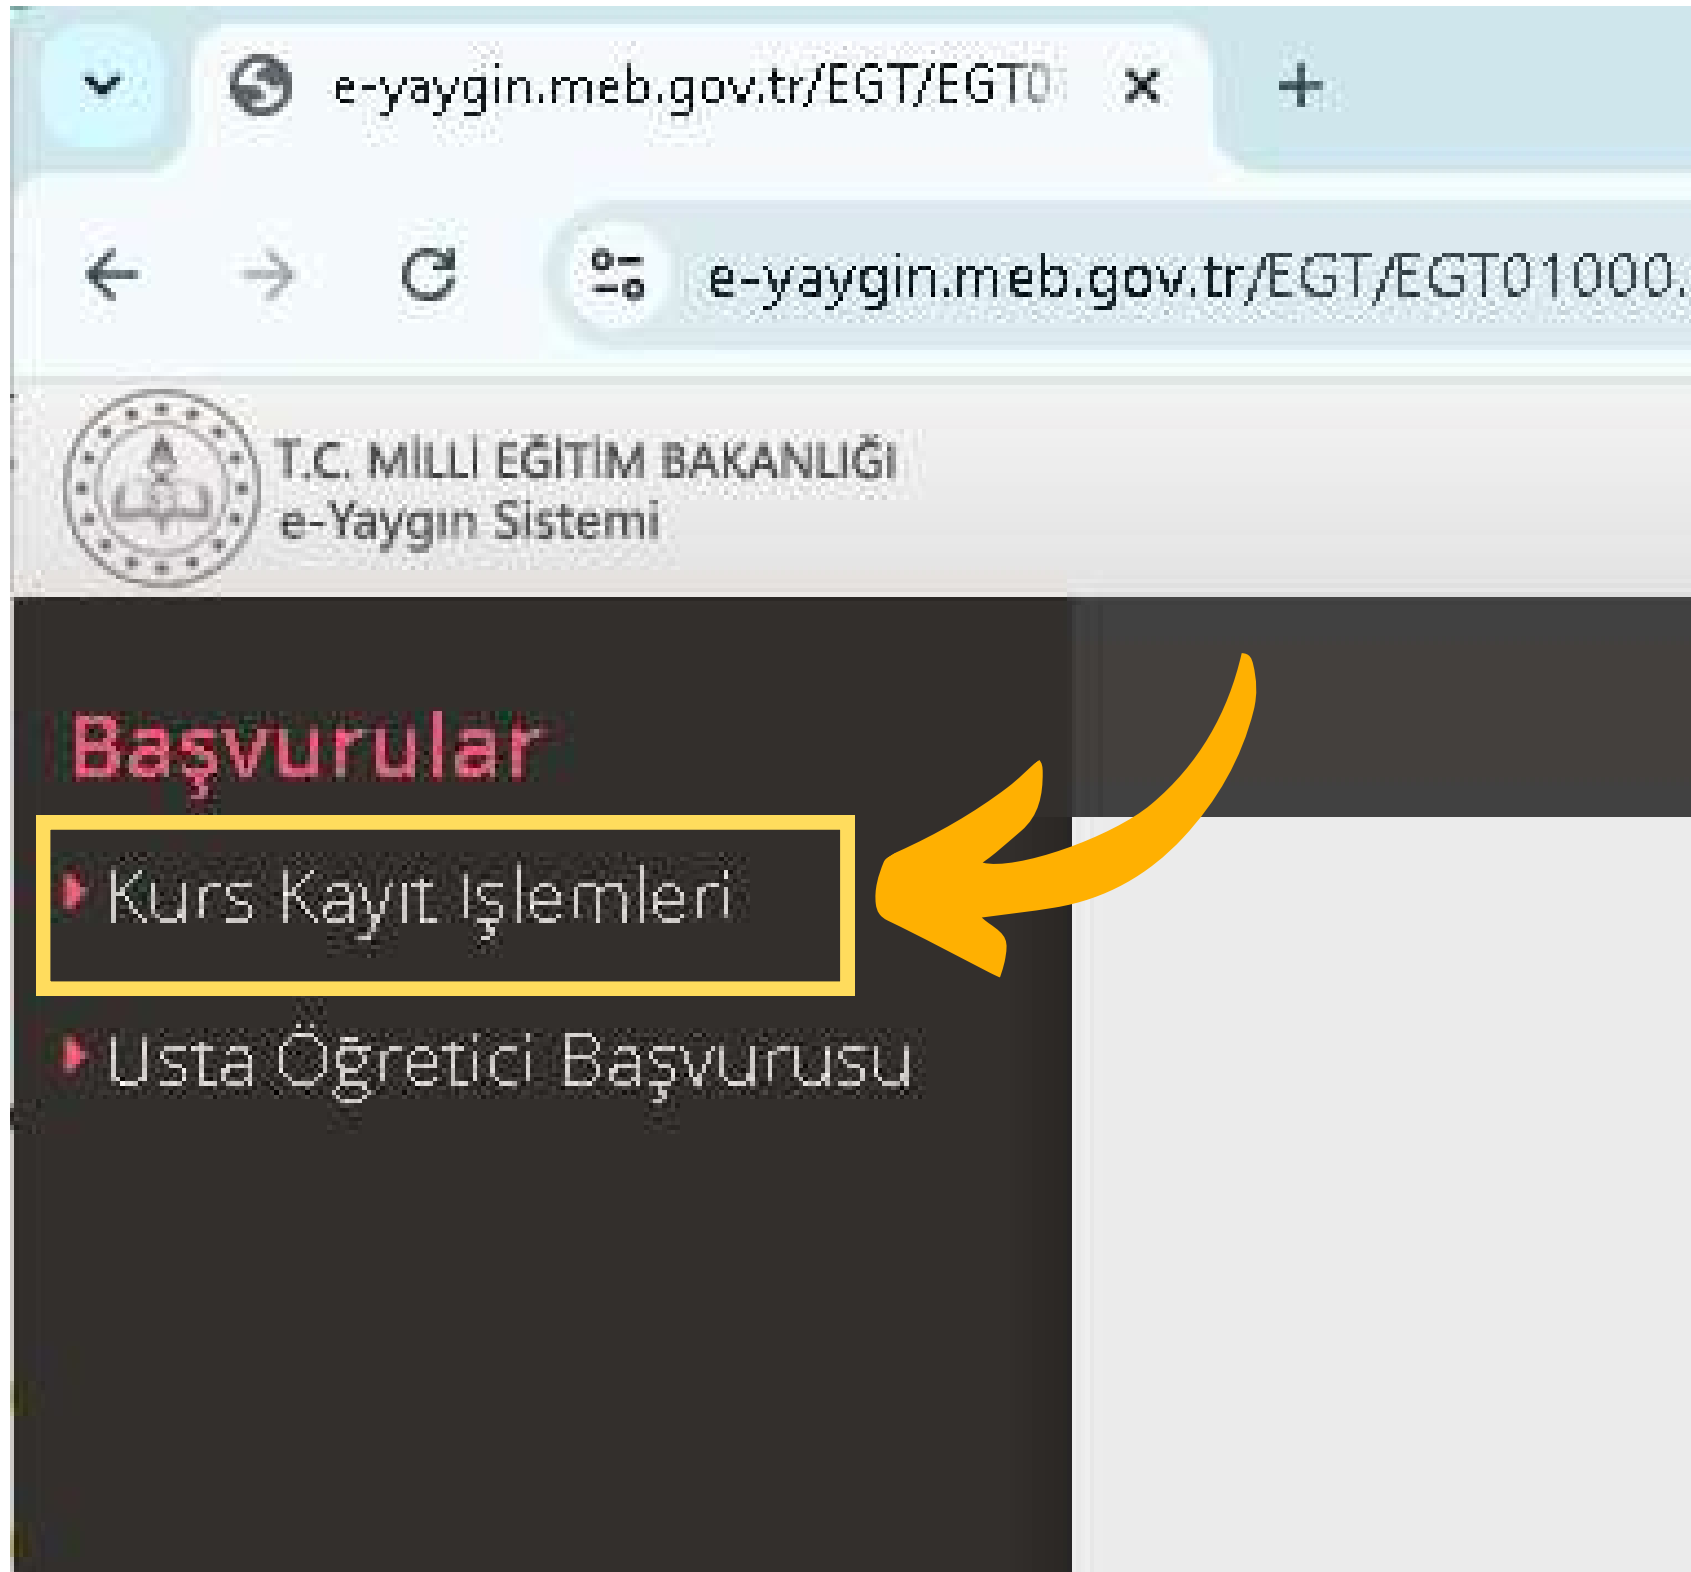 e-yaygin.meb.gov.tr/EGT/EGT0
e-yaygin.meb.gov.tr/EGT/EGT01000.
T.C. MİLLİ EĞİTİM BAKANLIĞI
e-Yaygın Sistemi
Başvurular
Kurs Kayıt Işlemleri
Usta Öğretici Başvurusu